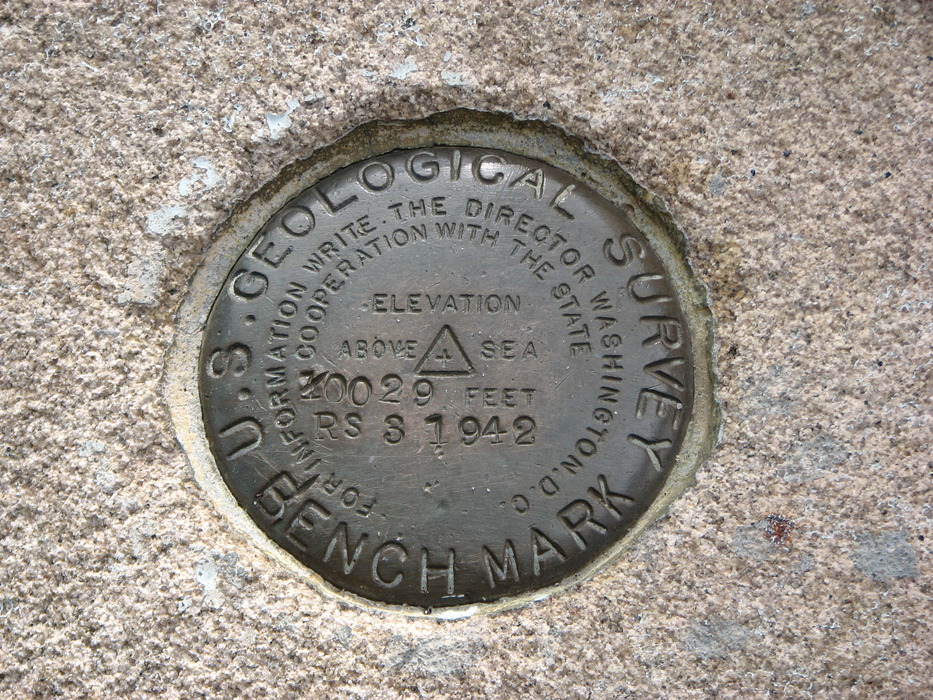 U.S. GEOLOGICAL SURVEY
FOR INFORMATION WRITE THE DIRECTOR WASHINGTON, D.C.
COOPERATION WITH THE STATE
ELEVATION
ABOVE SEA
10029 FEET
RS S 1 1942
BENCH MARK